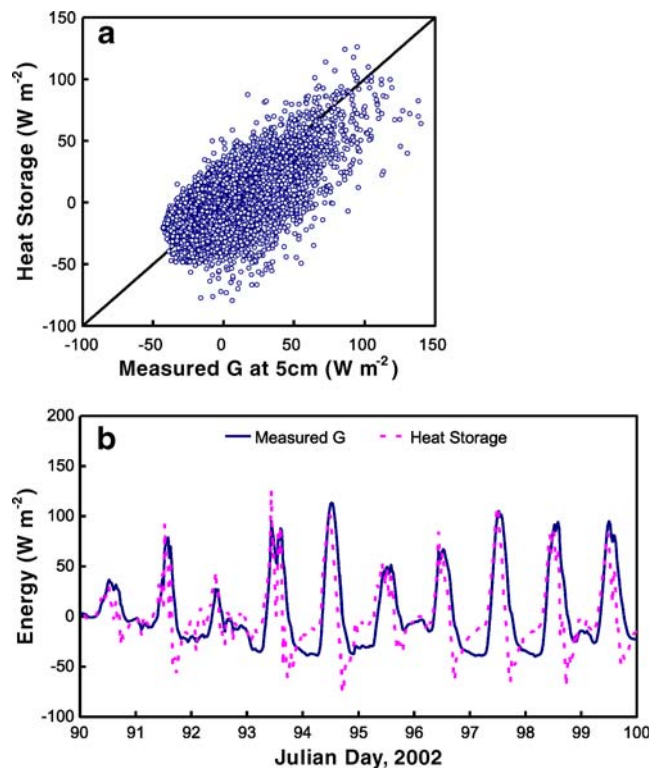 a
150
100
50
0
-50
-100
Heat Storage (W m-2)
-100 -50 0 50 100 150
Measured G at 5cm (W m-2)
b
Measured G Heat Storage
200
150
100
50
0
-50
-100
Energy (W m-2)
90 91 92 93 94 95 96 97 98 99 100
Julian Day, 2002